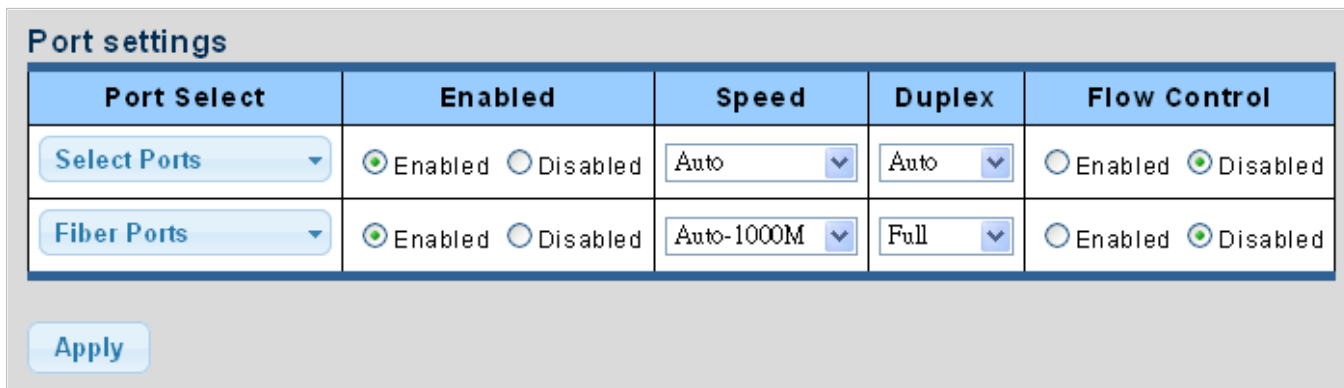 Port settings
Port Select Enabled Speed Duplex Flow Control
Select Ports Enabled Disabled Auto Auto Enabled Disabled
Fiber Ports Enabled Disabled Auto-1000M Full Enabled Disabled
Apply